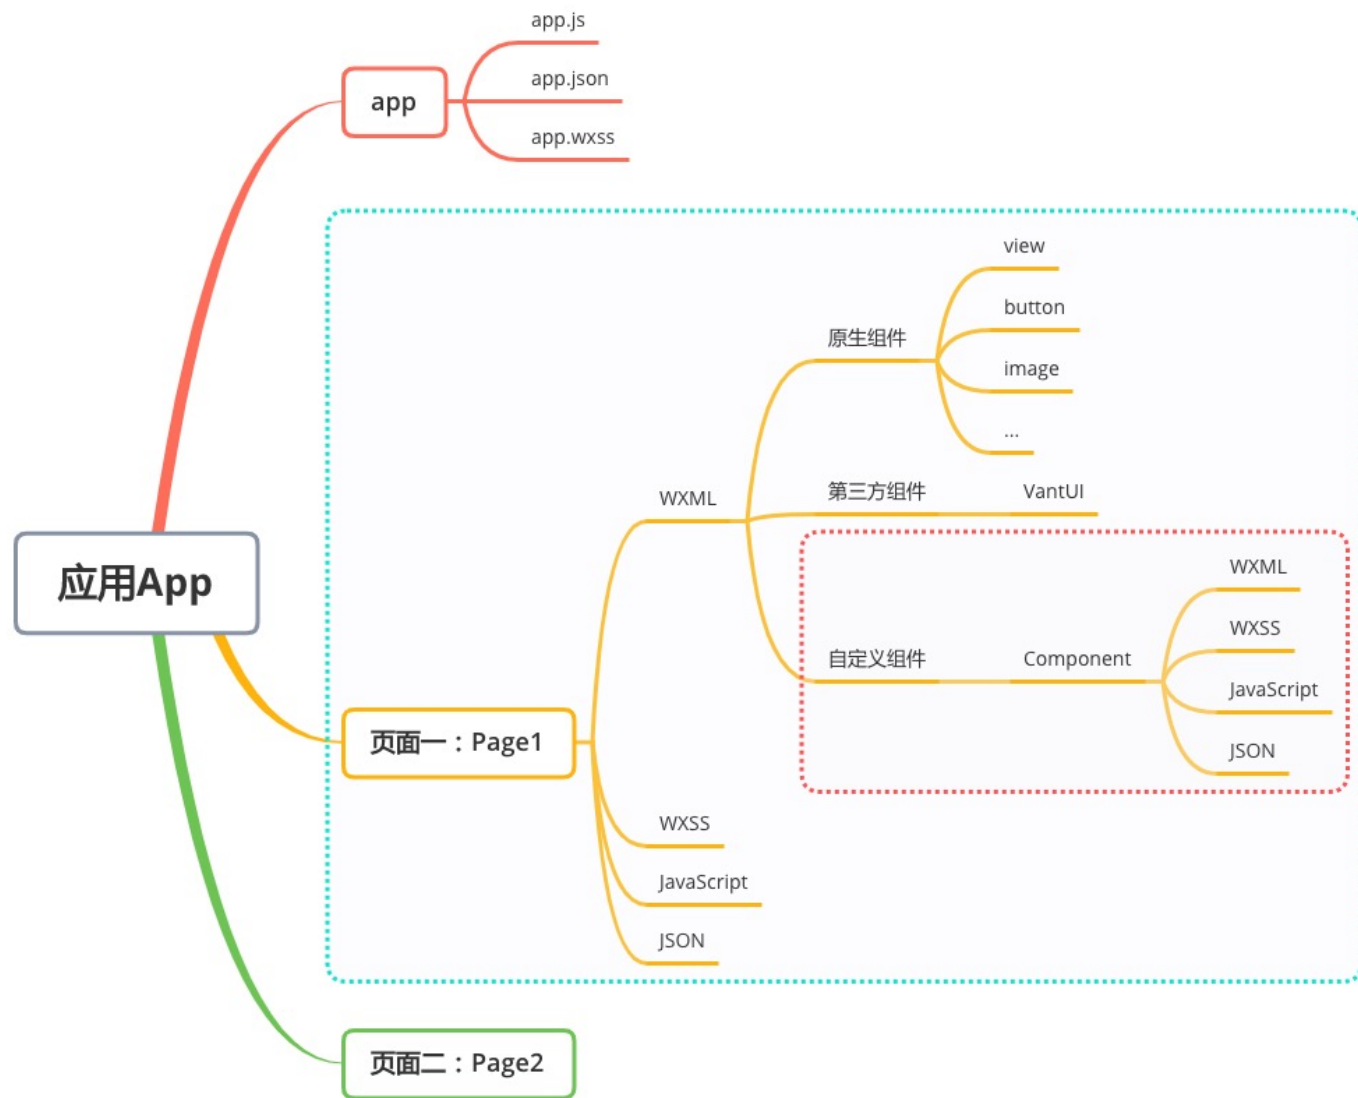 app.js
app.json
app.wxss
app
view
button
image
...
原生组件
WXML
第三方组件
VantUI
自定义组件
Component
WXML
WXSS
JavaScript
JSON
应用App
页面一：Page1
WXSS
JavaScript
JSON
页面二：Page2